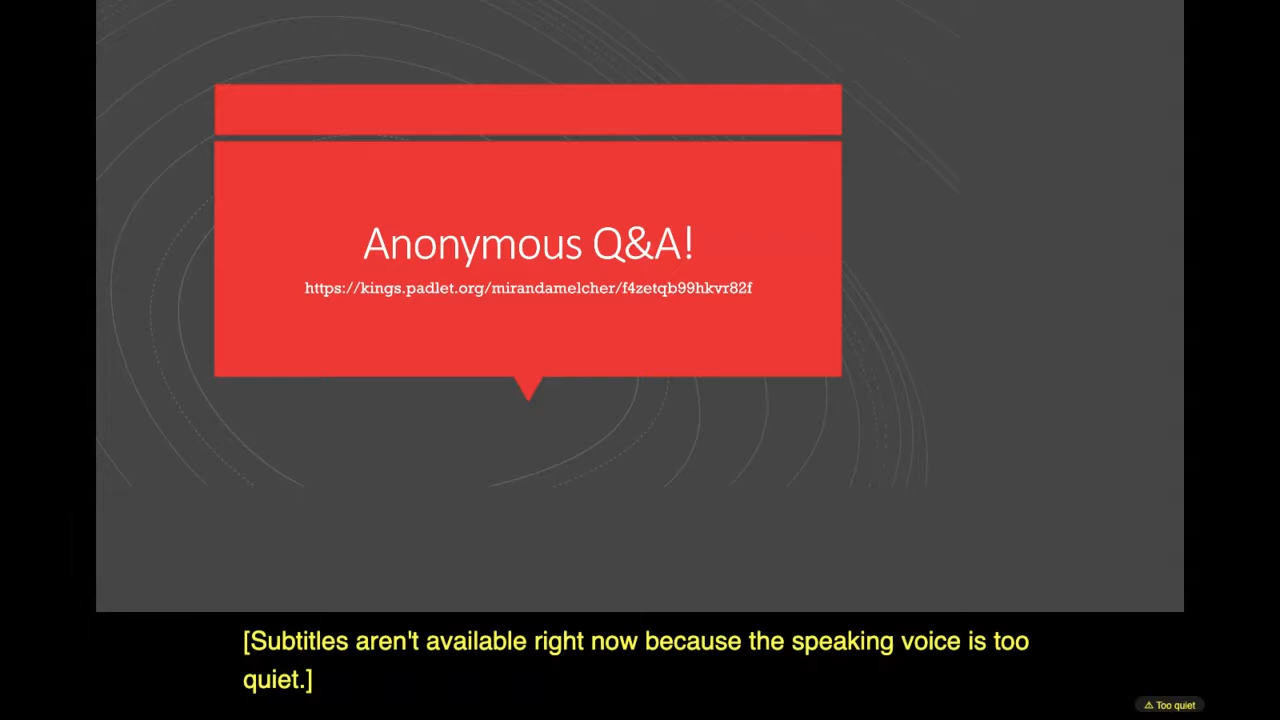 Anonymous Q&A!
https://kings.padlet.org/mirandamelcher/f4zetqb99hkvr82f
[Subtitles aren't available right now because the speaking voice is too
quiet.]
⚠ Too quiet